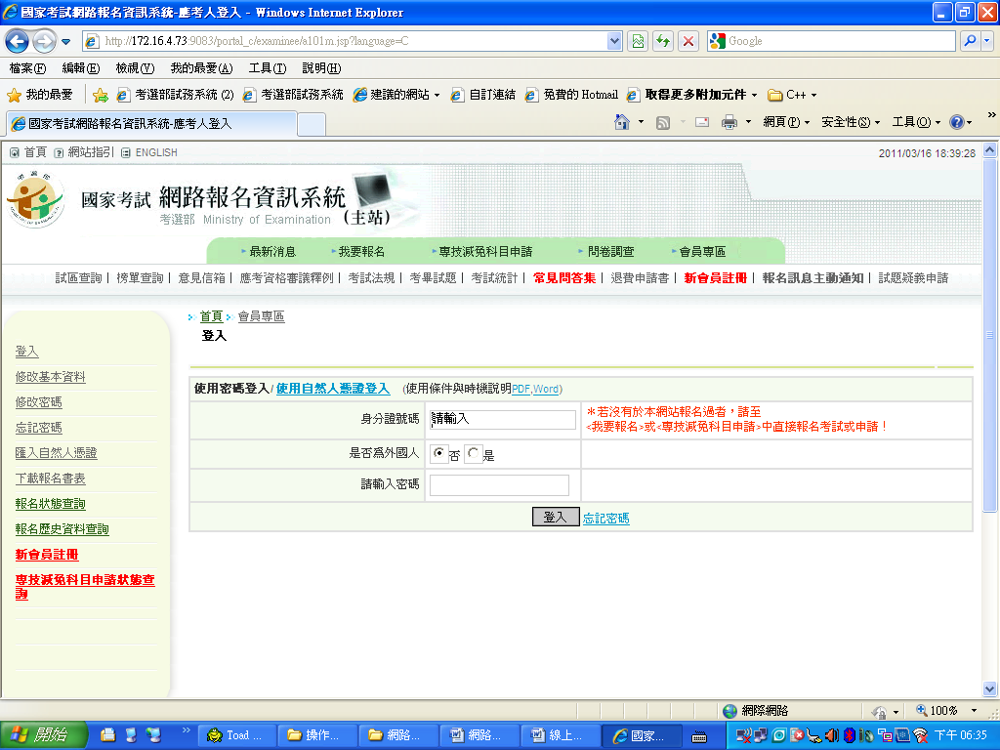 國家考試網路報名資訊系統-應考人登入 - Windows Internet Explorer
http://172.16.4.73:9083/portal_c/examinee/a101m.jsp?language=C
Google
檔案(F) 編輯(E) 檢視(V) 我的最愛(A) 工具(T) 說明(H)
我的最愛 考選部試務系統 (2) 考選部試務系統 建議的網站 自訂連結 免費的 Hotmail 取得更多附加元件 C++
國家考試網路報名資訊系統-應考人登入
網頁(P) 安全性(S) 工具(O) »
首頁 網站指引 ENGLISH
2011/03/16 18:39:28
國家考試 網路報名資訊系統
考選部 Ministry of Examination (主站)
最新消息 我要報名 專技減免科目申請 問卷調查 會員專區
試區查詢 | 榜單查詢 | 意見信箱 | 應考資格審議釋例 | 考試法規 | 考畢試題 | 考試統計 | 常見問答集 | 退費申請書 | 新會員註冊 | 報名訊息主動通知 | 試題疑義申請
首頁 會員專區
登入
登入
修改基本資料
修改密碼
忘記密碼
匯入自然人憑證
下載報名書表
報名狀態查詢
報名歷史資料查詢
新會員註冊
專技減免科目申請狀態查
詢
使用密碼登入/ 使用自然人憑證登入 (使用條件與時機說明PDF,Word)
身分證號碼 請輸入
＊若沒有於本網站報名過者，請至
<我要報名>或<專技減免科目申請>中直接報名考試或申請！
是否為外國人 否 是
請輸入密碼
登入 忘記密碼
網際網路 100%
開始 » Toad ... 操作... 網路... 網路... 線上... 國家... 下午 06:35